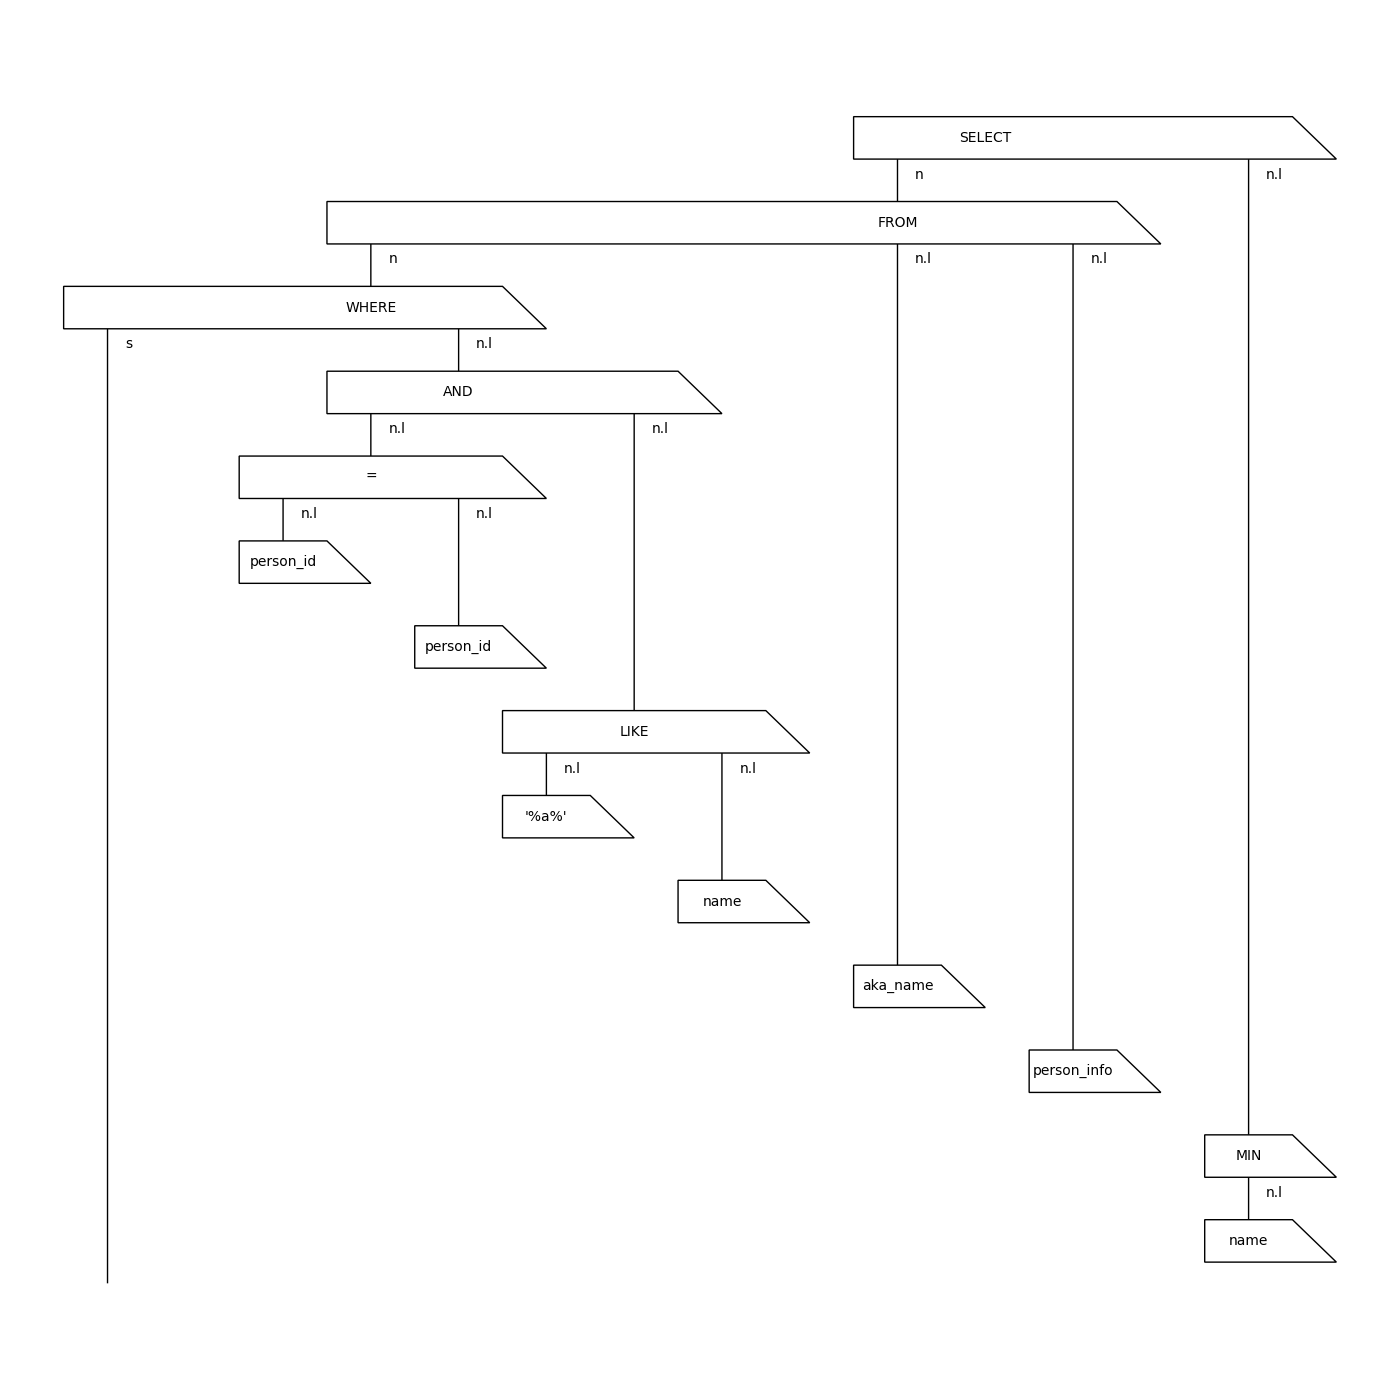 SELECT
n n.l
FROM
n n.l n.l
WHERE
s n.l
AND
n.l n.l
=
n.l n.l
person_id
person_id
LIKE
n.l n.l
'%a%'
name
aka_name
person_info
MIN
n.l
name